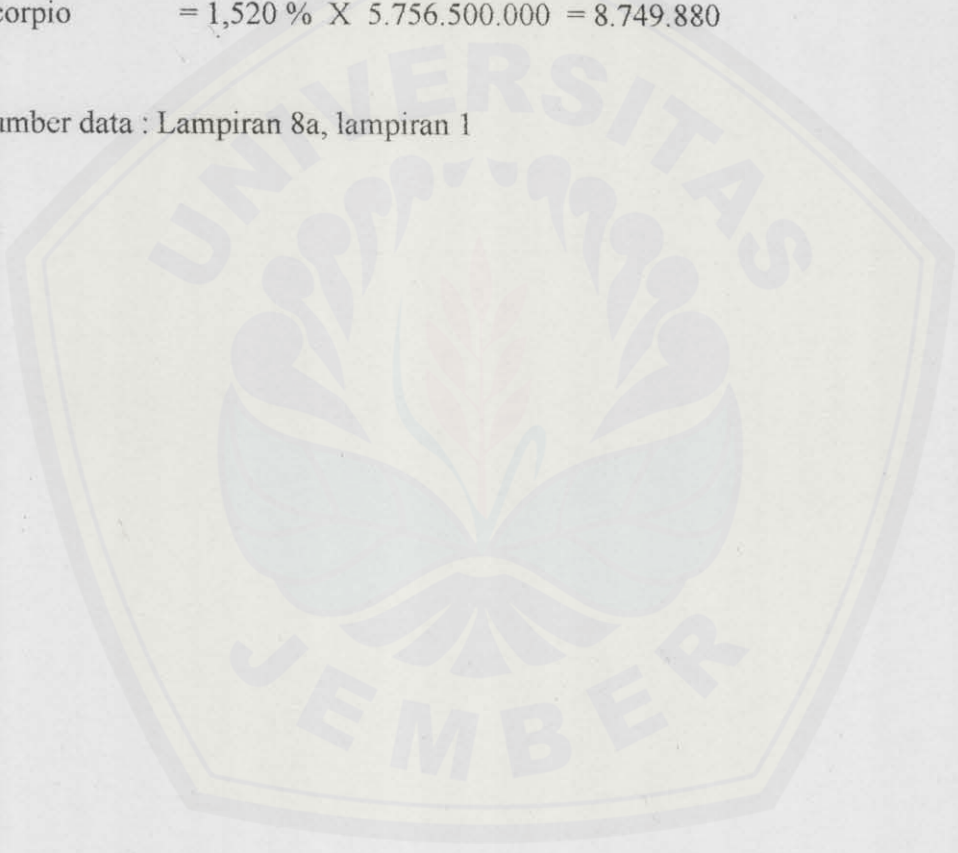 corpio = 1,520 % X 5.756.500.000 = 8.749.880
umber data : Lampiran 8a, lampiran 1
UNIVERSITAS
JEMBER